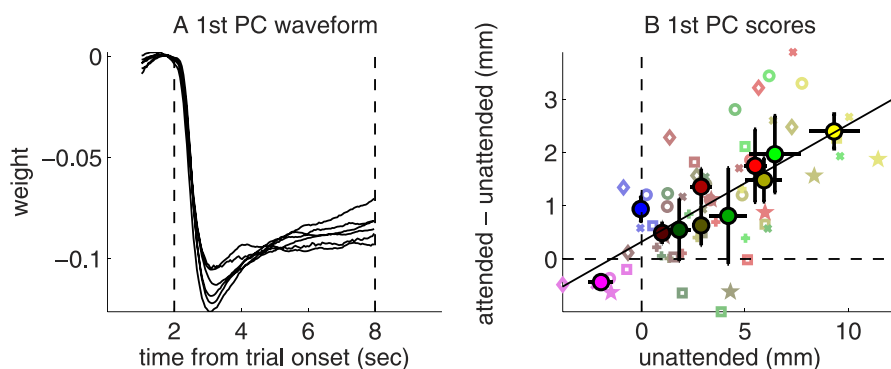 A 1st PC waveform
weight
0
−0.05
−0.1
2
4
6
8
time from trial onset (sec)
B 1st PC scores
attended − unattended (mm)
3
2
1
0
0
5
10
unattended (mm)